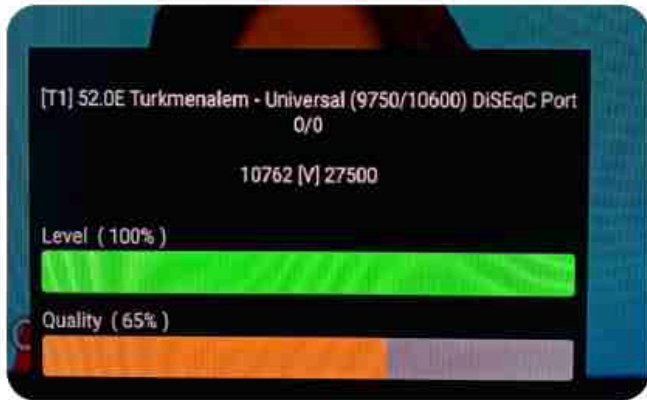 [T1] 52.0E Turkmenalem - Universal (9750/10600) DiSEqC Port
0/0
10762 [V] 27500
Level ( 100% )
Quality ( 65% )